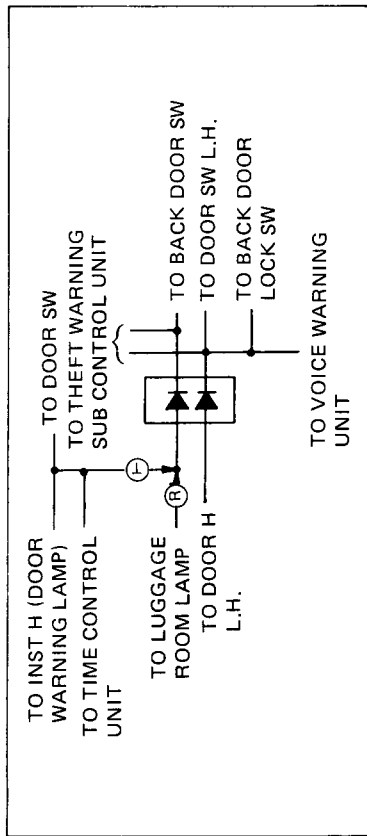 TO INST H (DOOR
WARNING LAMP)
TO TIME CONTROL
UNIT
TO DOOR SW
TO THEFT WARNING
SUB CONTROL UNIT
T
R
TO LUGGAGE
ROOM LAMP
TO DOOR H
L.H.
TO BACK DOOR SW
TO DOOR SW L.H.
TO BACK DOOR
LOCK SW
TO VOICE WARNING
UNIT